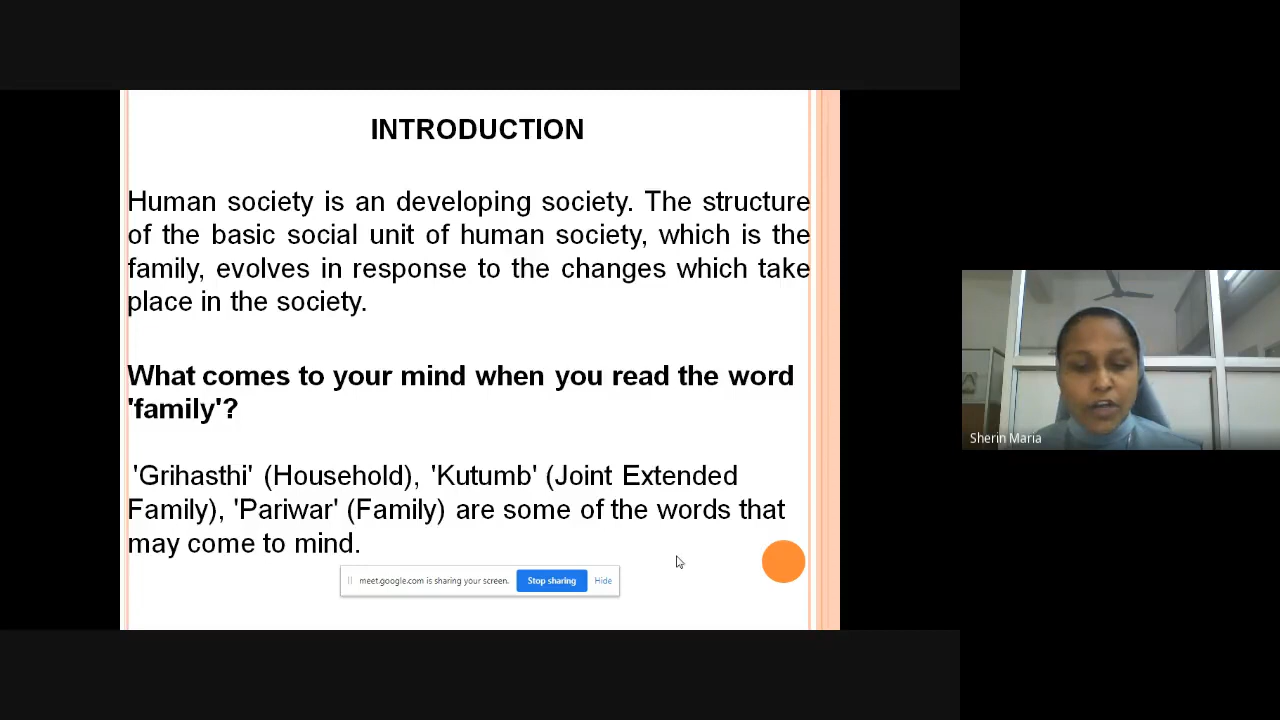 INTRODUCTION
Human society is an developing society. The structure
of the basic social unit of human society, which is the
family, evolves in response to the changes which take
place in the society.
What comes to your mind when you read the word
'family'?
'Grihasthi' (Household), 'Kutumb' (Joint Extended
Family), 'Pariwar' (Family) are some of the words that
may come to mind.
meet.google.com is sharing your screen. Stop sharing Hide
Sherin Maria